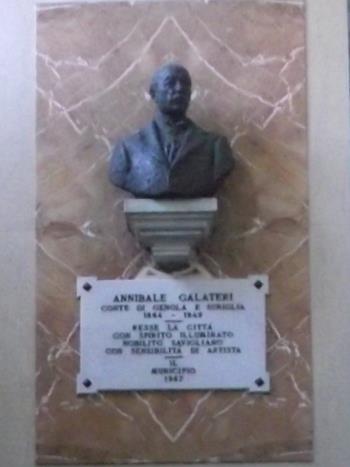 ANNIBALE GALATERI
CONTE DI GENOLA E SUNIGLIA
1864 - 1949
RESSE LA CITTÀ
CON SPIRITO ILLUMINATO
NOBILITÒ SAVIGLIANO
CON SENSIBILITÀ DI ARTISTA
IL
MUNICIPIO
1967